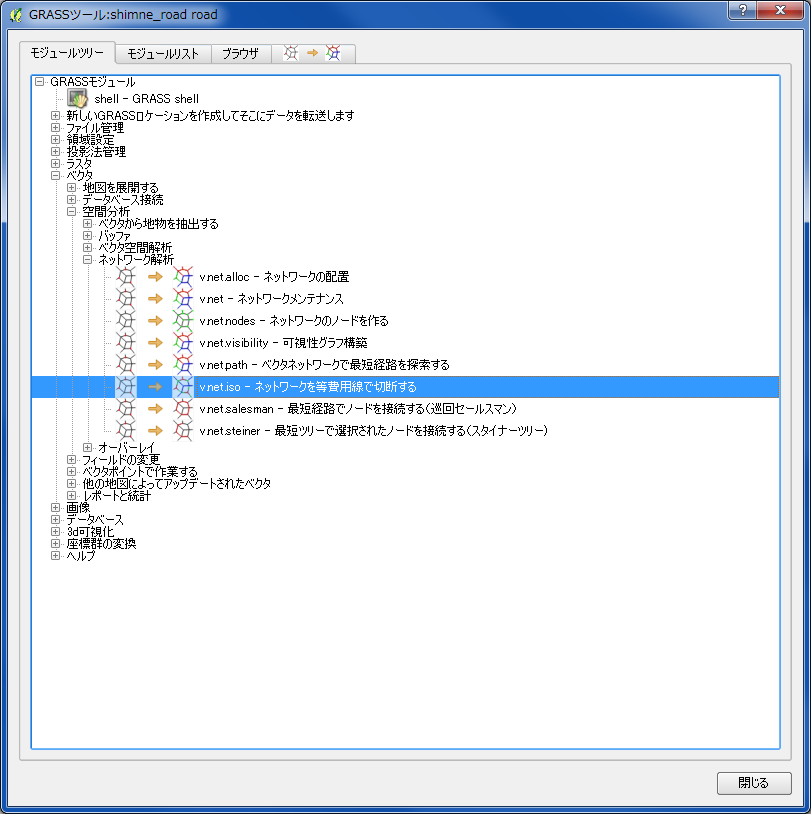 GRASSツール:shimne_road road
?
モジュールツリー モジュールリスト ブラウザ
GRASSモジュール
shell - GRASS shell
新しいGRASSロケーションを作成してそこにデータを転送します
ファイル管理
領域設定
投影法管理
ラスタ
ベクタ
地図を展開する
データベース接続
空間分析
ベクタから地物を抽出する
バッファ
ベクタ空間解析
ネットワーク解析
v.net.alloc - ネットワークの配置
v.net - ネットワークメンテナンス
v.net.nodes - ネットワークのノードを作る
v.net.visibility - 可視性グラフ構築
v.net.path - ベクタネットワークで最短経路を探索する
v.net.iso - ネットワークを等費用線で切断する
v.net.salesman - 最短経路でノードを接続する(巡回セールスマン)
v.net.steiner - 最短ツリーで選択されたノードを接続する(スタイナーツリー)
オーバーレイ
フィールドの変更
ベクタポイントで作業する
他の地図によってアップデートされたベクタ
レポートと統計
画像
データベース
3d可視化
座標群の変換
ヘルプ
閉じる